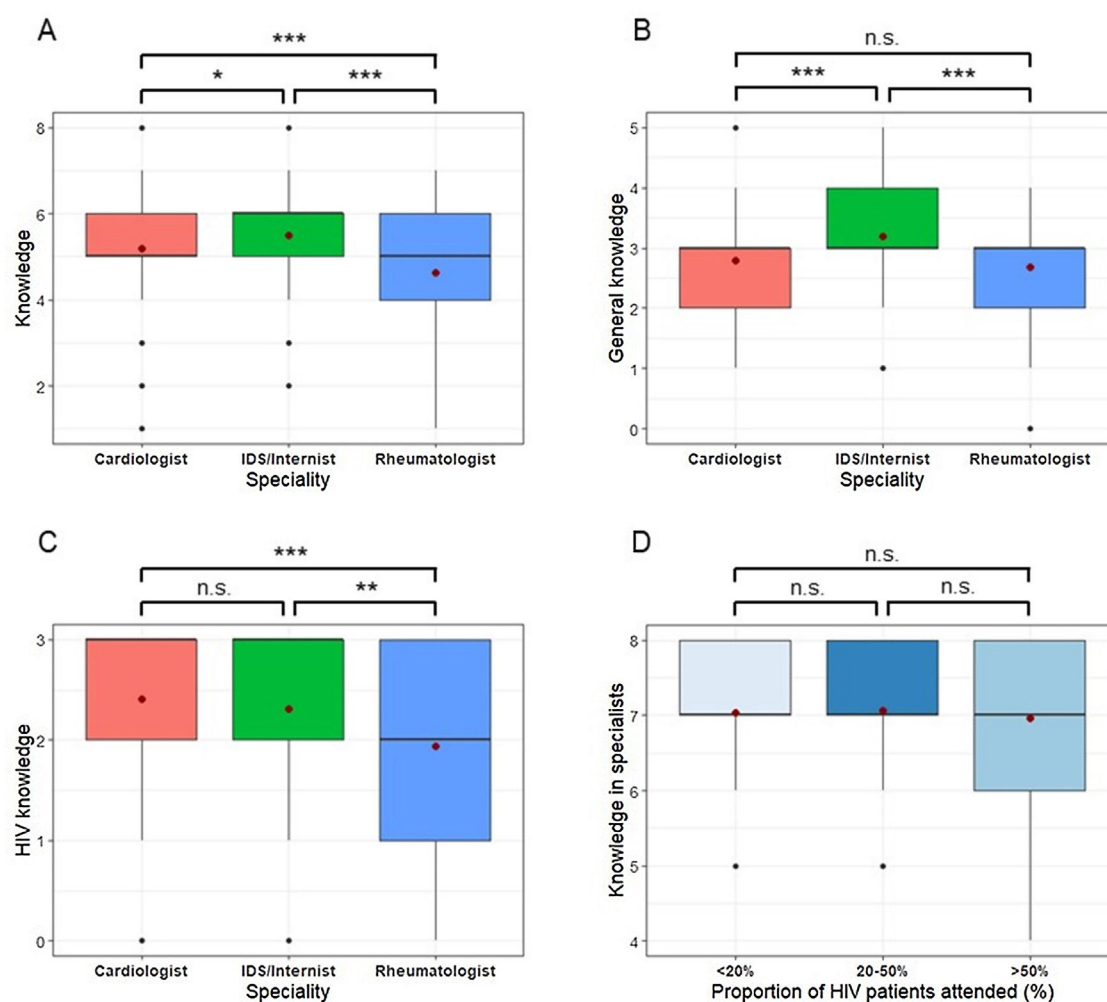 A
***
*
***
Knowledge
8
6
4
2
Cardiologist
IDS/Internist
Rheumatologist
Speciality
B
n.s.
***
***
General knowledge
5
4
3
2
1
0
Cardiologist
IDS/Internist
Rheumatologist
Speciality
C
***
n.s.
**
HIV knowledge
3
2
1
0
Cardiologist
IDS/Internist
Rheumatologist
Speciality
D
n.s.
n.s.
n.s.
Knowledge in specialists
8
7
6
5
4
<20%
20-50%
>50%
Proportion of HIV patients attended (%)